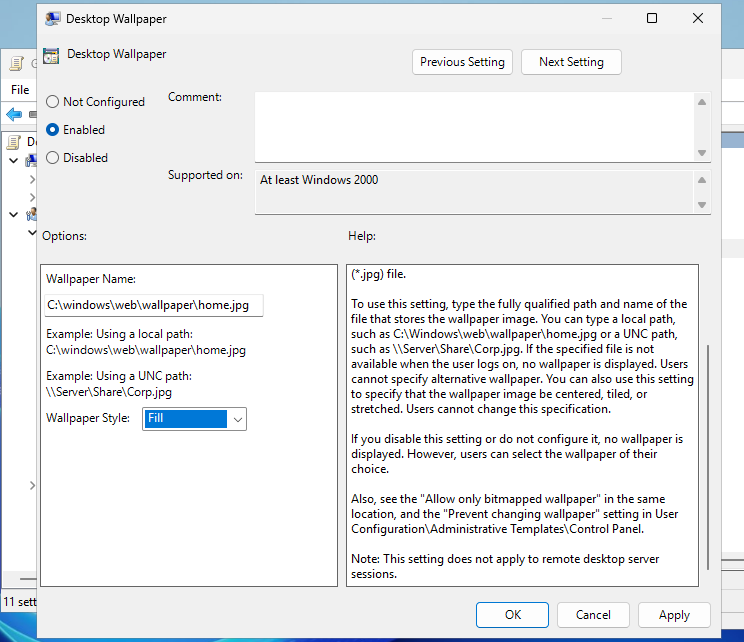 Desktop Wallpaper
Desktop Wallpaper
Previous Setting
Next Setting
File
Not Configured
Comment:
Enabled
Disabled
Supported on:
At least Windows 2000
Options:
Help:
Wallpaper Name:
C:\windows\web\wallpaper\home.jpg
Example: Using a local path:
C:\windows\web\wallpaper\home.jpg
Example: Using a UNC path:
\\Server\Share\Corp.jpg
Wallpaper Style:
Fill
(*.jpg) file.
To use this setting, type the fully qualified path and name of the
file that stores the wallpaper image. You can type a local path,
such as C:\Windows\web\wallpaper\home.jpg or a UNC path,
such as \\Server\Share\Corp.jpg. If the specified file is not
available when the user logs on, no wallpaper is displayed. Users
cannot specify alternative wallpaper. You can also use this setting
to specify that the wallpaper image be centered, tiled, or
stretched. Users cannot change this specification.
If you disable this setting or do not configure it, no wallpaper is
displayed. However, users can select the wallpaper of their
choice.
Also, see the "Allow only bitmapped wallpaper" in the same
location, and the "Prevent changing wallpaper" setting in User
Configuration\Administrative Templates\Control Panel.
Note: This setting does not apply to remote desktop server
sessions.
11 sett
OK
Cancel
Apply